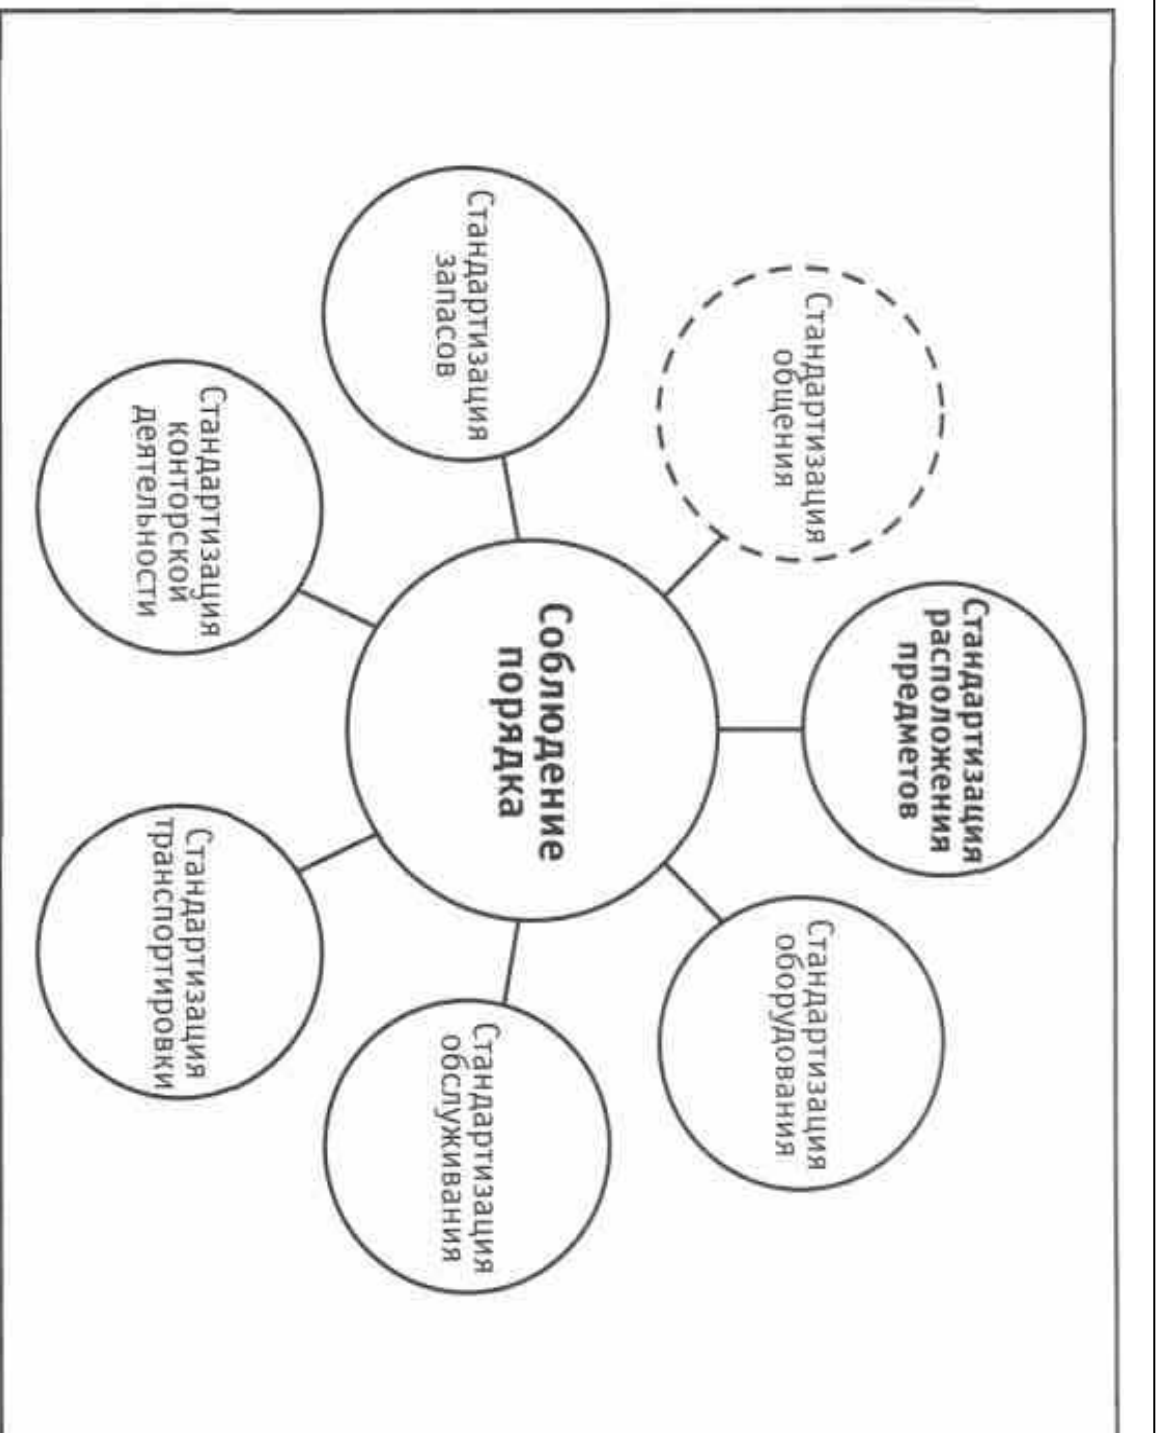 Стандартизация
расположения
предметов
Стандартизация
общения
Стандартизация
оборудования
Соблюдение
порядка
Стандартизация
запасов
Стандартизация
обслуживания
Стандартизация
конторской
деятельности
Стандартизация
транспортировки